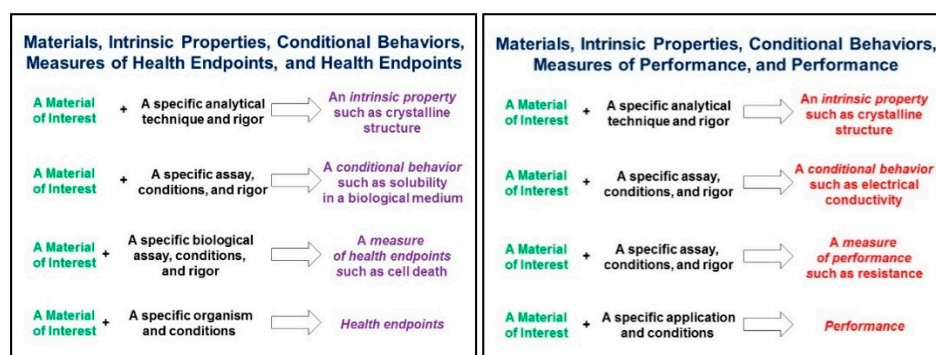 Materials, Intrinsic Properties, Conditional Behaviors,
Measures of Health Endpoints, and Health Endpoints
A Material
of Interest
+
A specific analytical
technique and rigor
An intrinsic property
such as crystalline
structure
A Material
of Interest
+
A specific assay,
conditions, and rigor
A conditional behavior
such as solubility
in a biological medium
A Material
of Interest
+
A specific biological
assay, conditions,
and rigor
A measure
of health endpoints
such as cell death
A Material
of Interest
+
A specific organism
and conditions
Health endpoints
Materials, Intrinsic Properties, Conditional Behaviors,
Measures of Performance, and Performance
A Material
of Interest
+
A specific analytical
technique and rigor
An intrinsic property
such as crystalline
structure
A Material
of Interest
+
A specific assay,
conditions, and rigor
A conditional behavior
such as electrical
conductivity
A Material
of Interest
+
A specific assay,
conditions, and rigor
A measure
of performance
such as resistance
A Material
of Interest
+
A specific application
and conditions
Performance